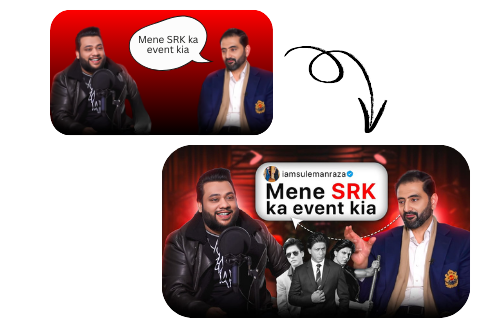 Mene SRK ka
event kia
iamsulemanraza
Mene SRK
ka event kia